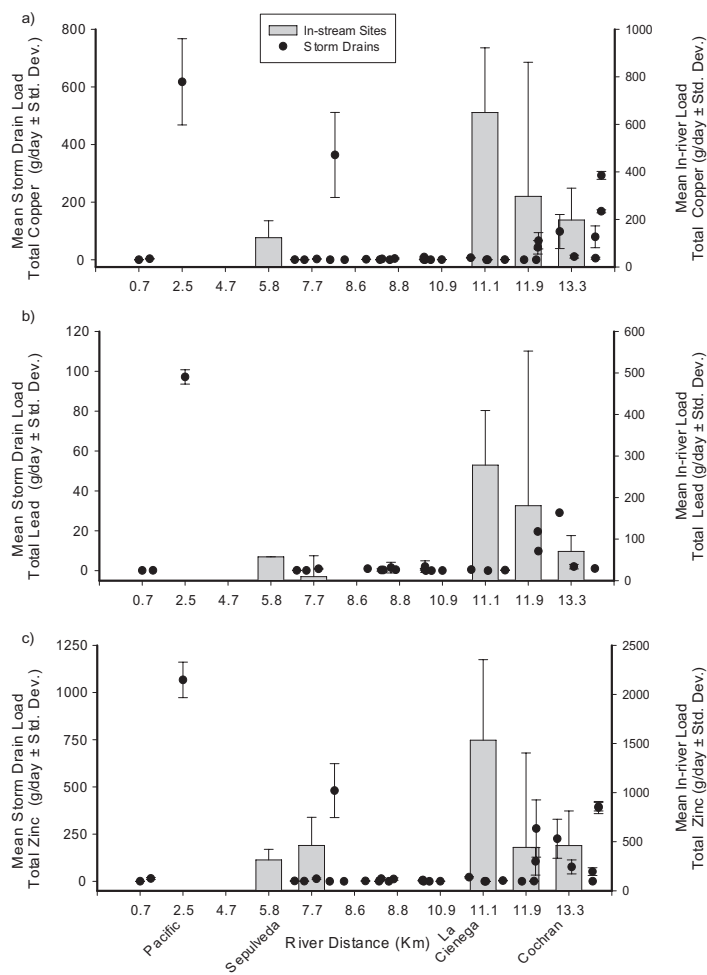 a)
In-stream Sites
Storm Drains
800
600
400
200
0
Mean Storm Drain Load
Total Copper (g/day ± Std. Dev.)
1000
800
600
400
200
0
Mean In-river Load
Total Copper (g/day ± Std. Dev.)
0.7 2.5 4.7 5.8 7.7 8.6 8.8 10.9 11.1 11.9 13.3
b)
120
100
80
60
40
20
0
Mean Storm Drain Load
Total Lead (g/day ± Std. Dev.)
600
500
400
300
200
100
0
Mean In-river Load
Total Lead (g/day ± Std. Dev.)
0.7 2.5 4.7 5.8 7.7 8.6 8.8 10.9 11.1 11.9 13.3
c)
1250
1000
750
500
250
0
Mean Storm Drain Load
Total Zinc (g/day ± Std. Dev.)
2500
2000
1500
1000
500
0
Mean In-river Load
Total Zinc (g/day ± Std. Dev.)
0.7 2.5 4.7 5.8 7.7 8.6 8.8 10.9 11.1 11.9 13.3
Pacific
Sepulveda
River Distance (Km)
La
Cienega
Cochran